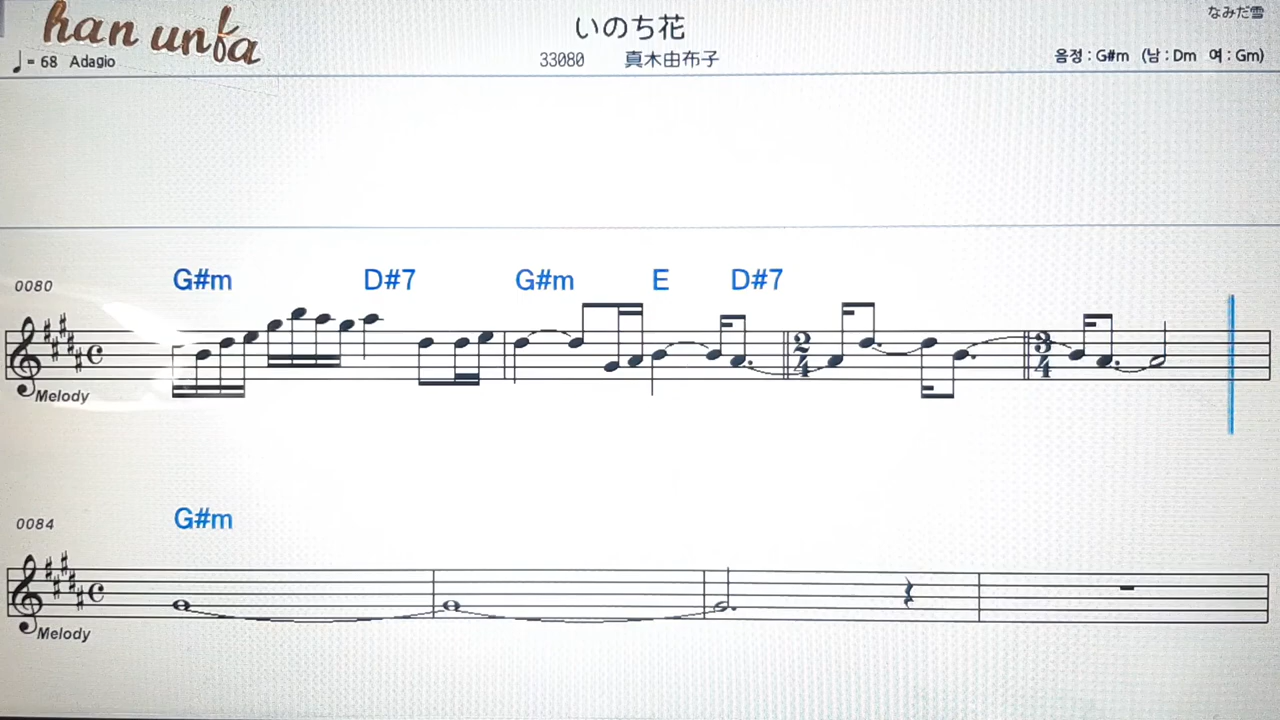 han unfa
なみだ雪
いのち花
♩= 68 Adagio
33080 真木由布子
음정 : G#m (남 : Dm 여 : Gm)
0080
G#m D#7 G#m E D#7
2
4
3
4
Melody
0084
G#m
Melody